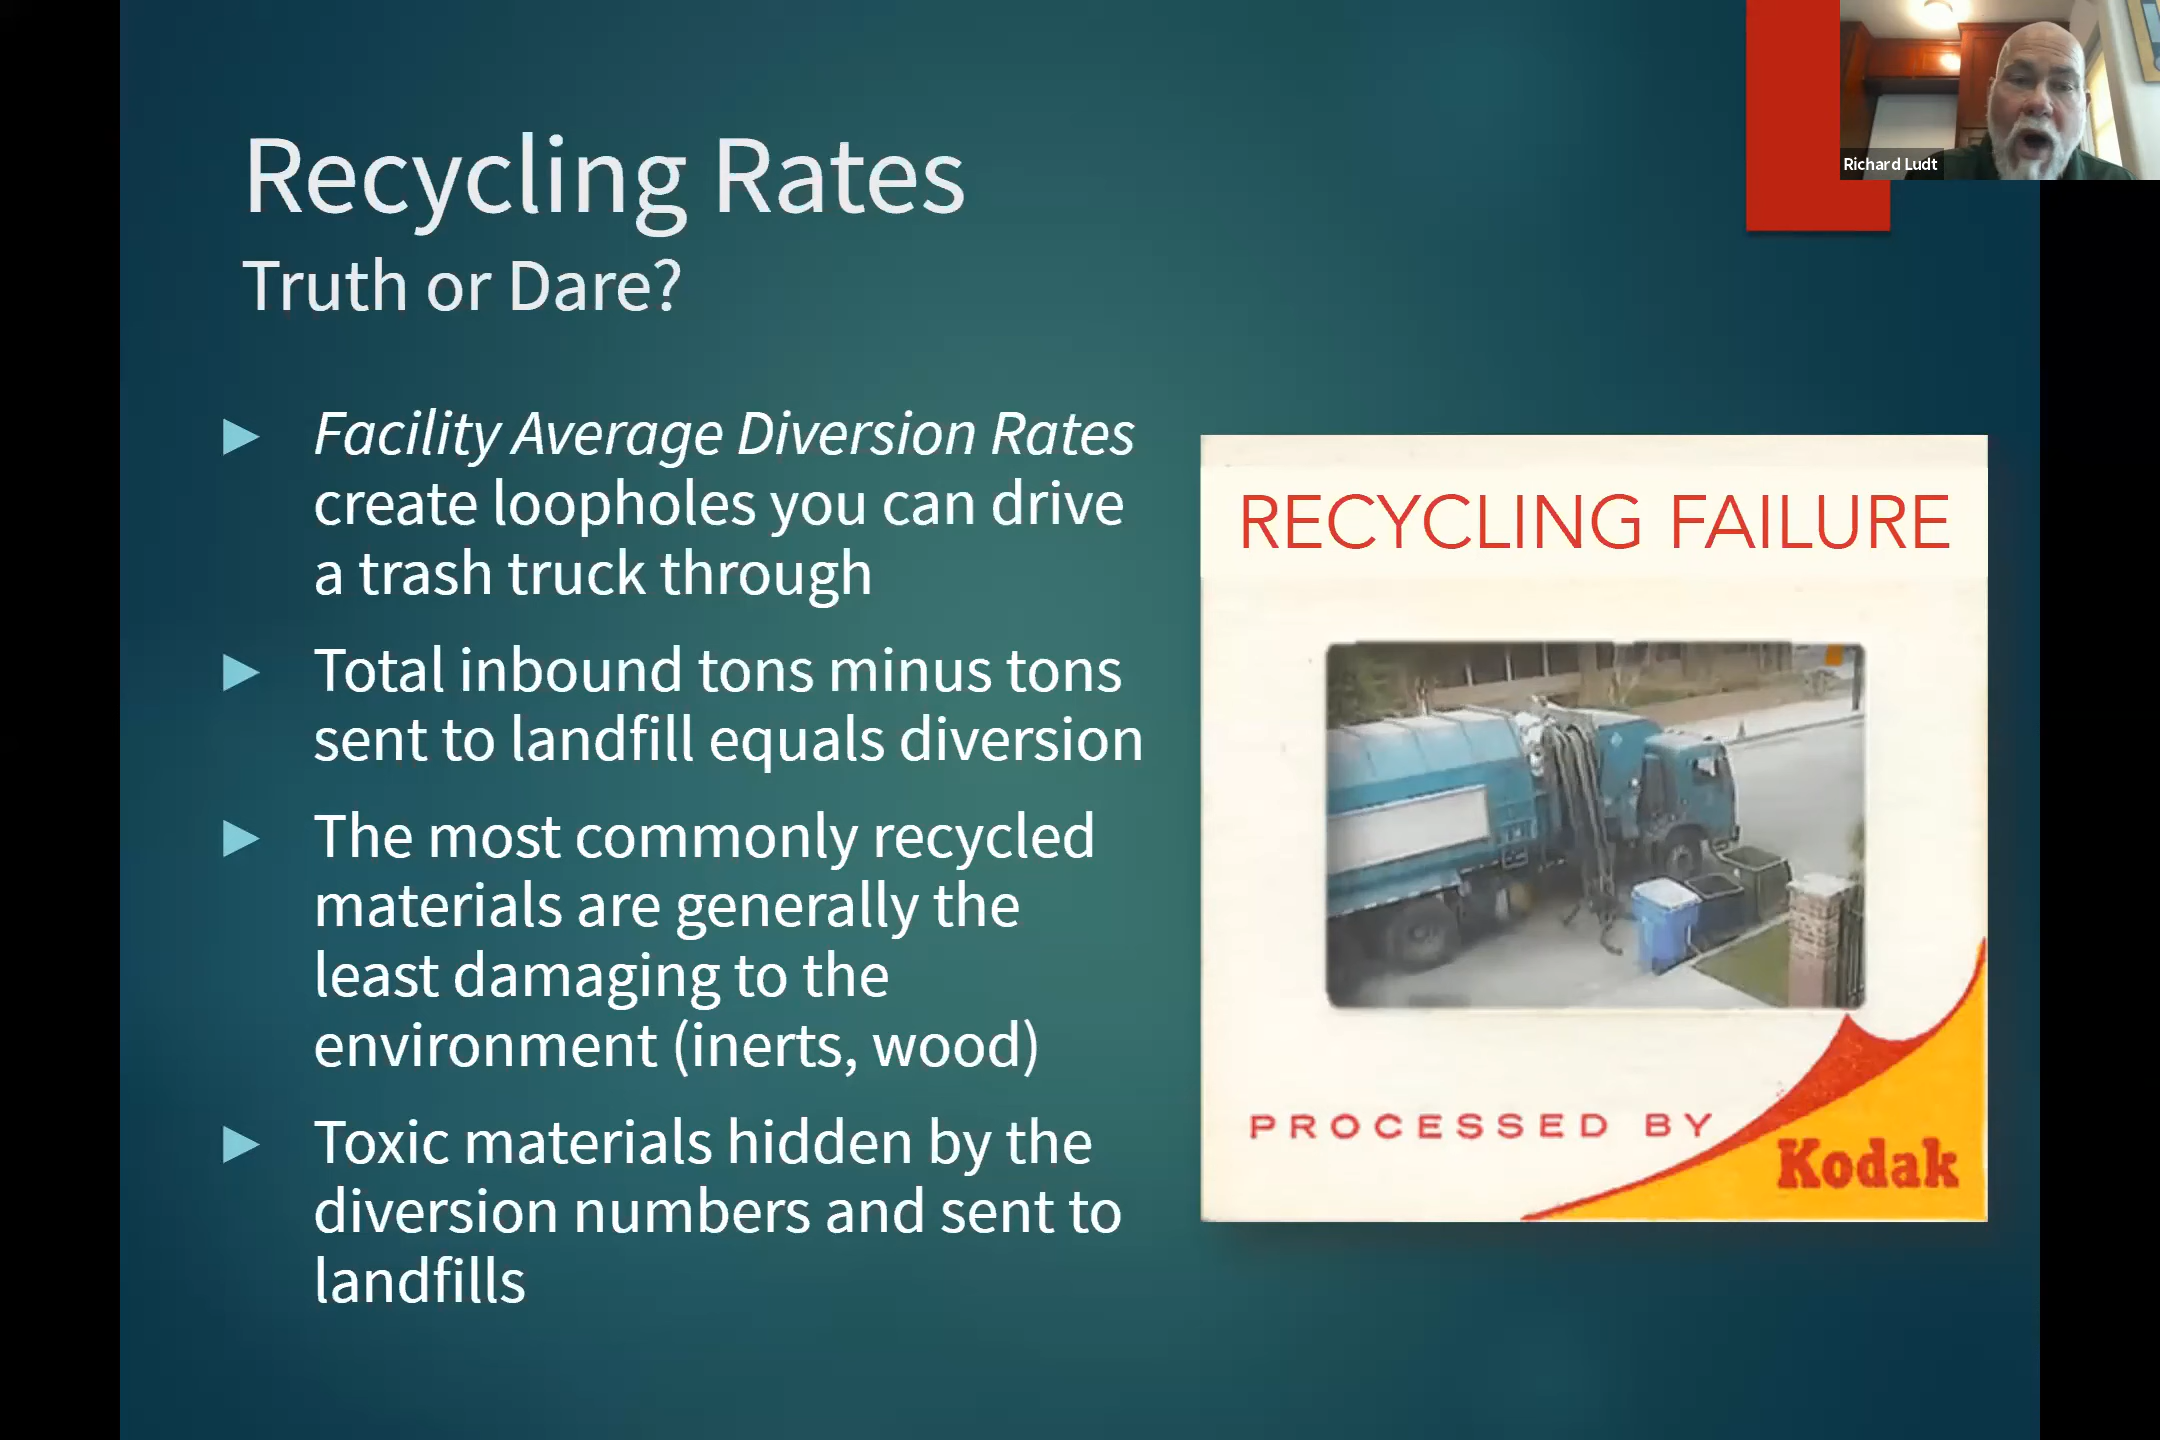 Richard Ludt
Recycling Rates
Truth or Dare?
Facility Average Diversion Rates
create loopholes you can drive
a trash truck through
Total inbound tons minus tons
sent to landfill equals diversion
The most commonly recycled
materials are generally the
least damaging to the
environment (inerts, wood)
Toxic materials hidden by the
diversion numbers and sent to
landfills
RECYCLING FAILURE
PROCESSED BY
Kodak